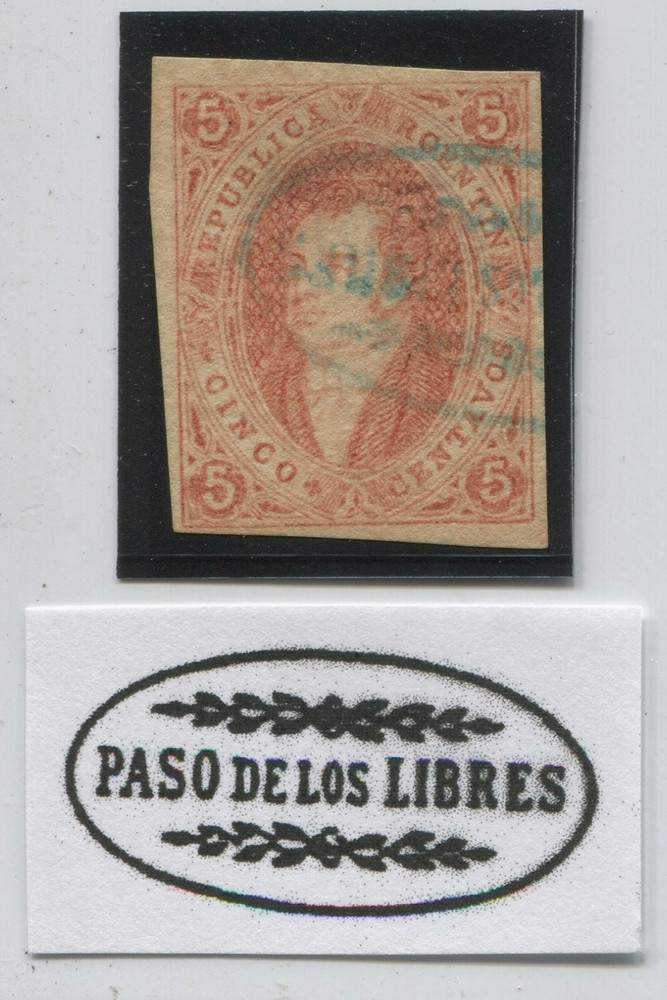 5 5
REPUBLICA ARGENTINA
CINCO CENTAVOS
5 5
PASO DE LOS LIBRES